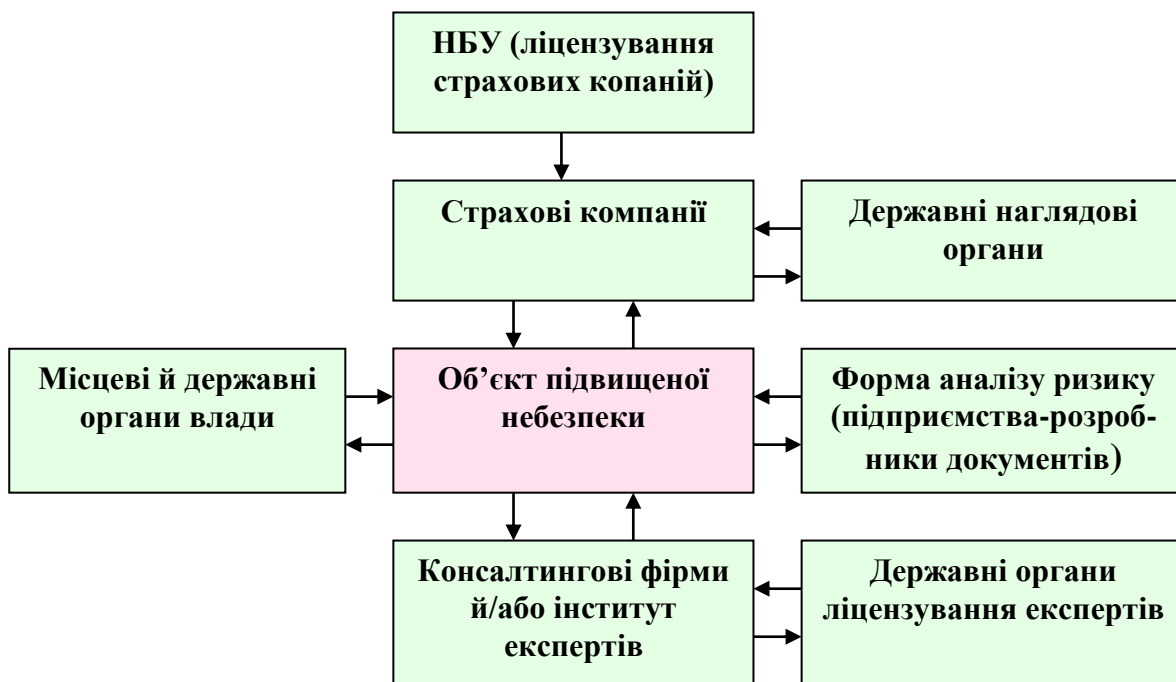 НБУ (ліцензування
страхових копаній)
Страхові компанії
Державні наглядові
органи
Місцеві й державні
органи влади
Об’єкт підвищеної
небезпеки
Форма аналізу ризику
(підприємства-розроб-
ники документів)
Консалтингові фірми
й/або інститут
експертів
Державні органи
ліцензування експертів